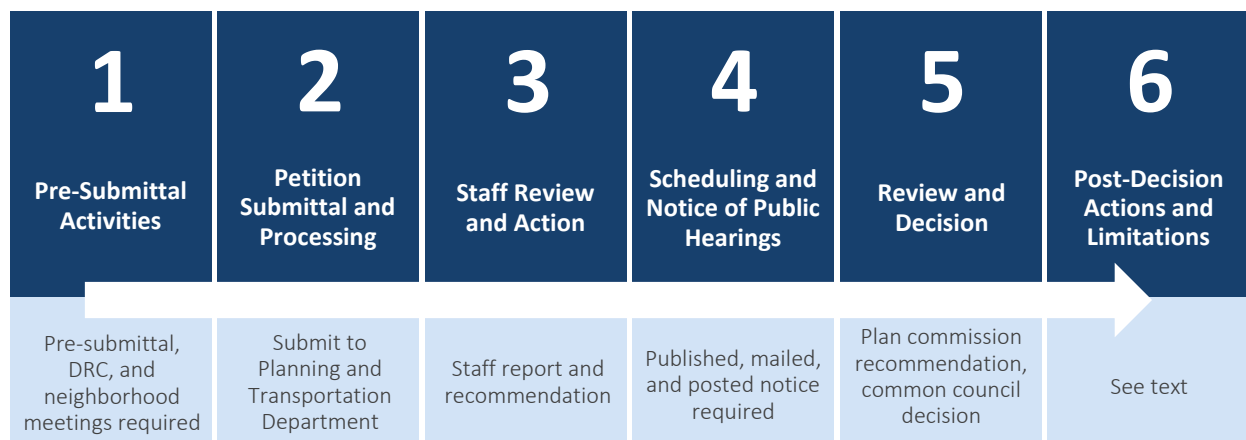 1
Pre-Submittal
Activities
Pre-submittal,
DRC, and
neighborhood
meetings required
2
Petition
Submittal and
Processing
Submit to
Planning and
Transportation
Department
3
Staff Review
and Action
Staff report and
recommendation
4
Scheduling and
Notice of Public
Hearings
Published, mailed,
and posted notice
required
5
Review and
Decision
Plan commission
recommendation,
common council
decision
6
Post-Decision
Actions and
Limitations
See text